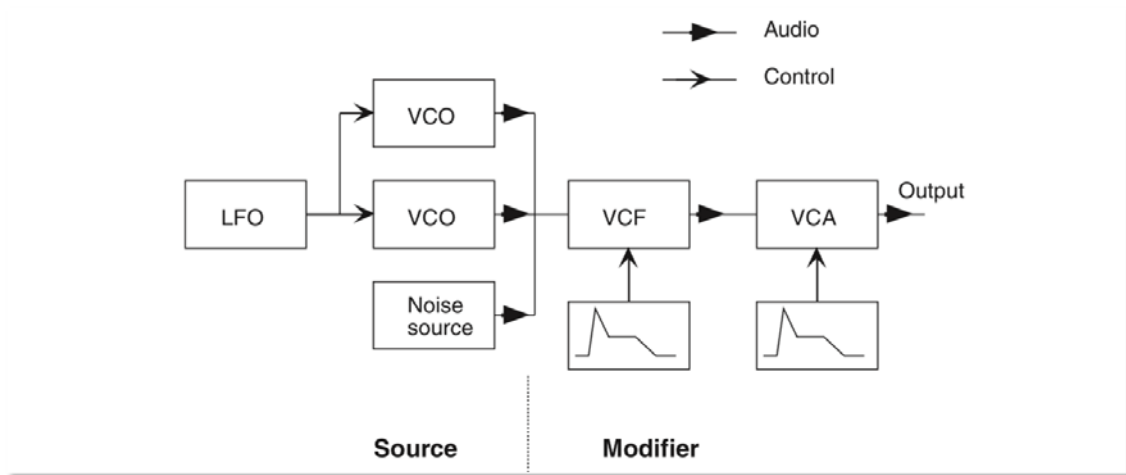 Audio
Control
VCO
LFO
VCO
VCF
VCA
Output
Noise
source
Source
Modifier